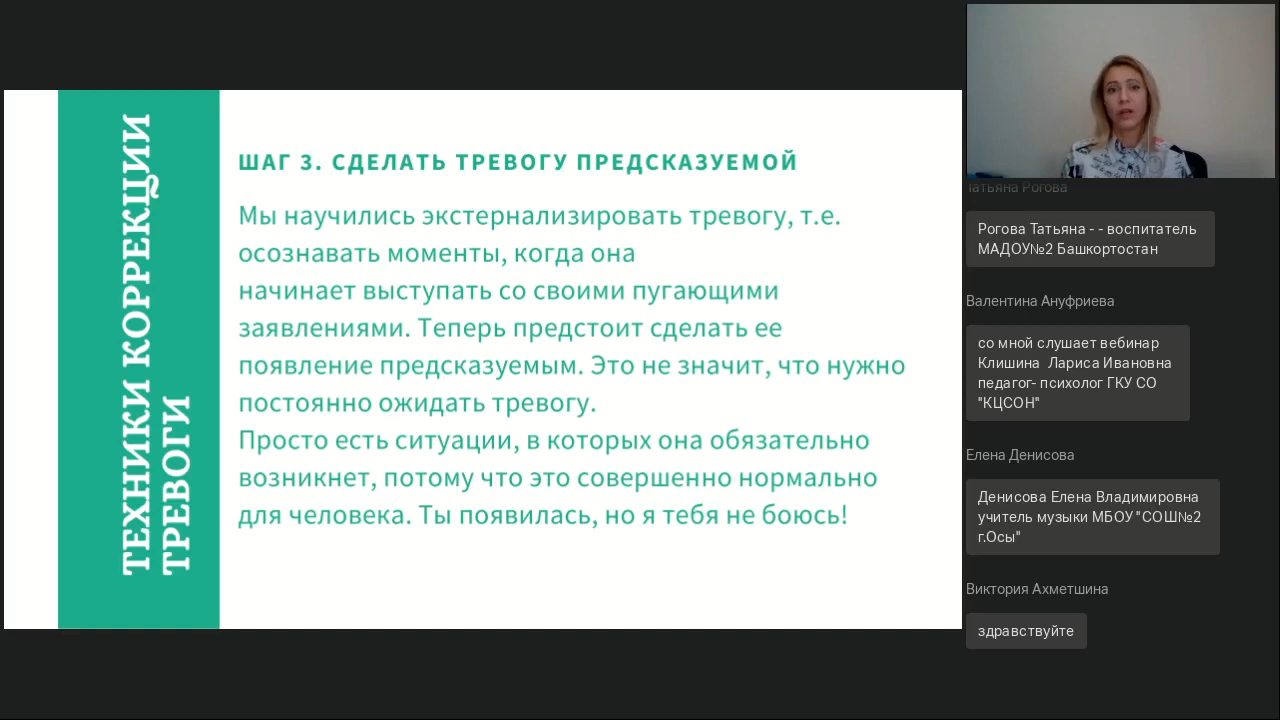 ТЕХНИКИ КОРРЕКЦИИ
ТРЕВОГИ
ШАГ 3. СДЕЛАТЬ ТРЕВОГУ ПРЕДСКАЗУЕМОЙ
Мы научились экстернализировать тревогу, т.е.
осознавать моменты, когда она
начинает выступать со своими пугающими
заявлениями. Теперь предстоит сделать ее
появление предсказуемым. Это не значит, что нужно
постоянно ожидать тревогу.
Просто есть ситуации, в которых она обязательно
возникнет, потому что это совершенно нормально
для человека. Ты появилась, но я тебя не боюсь!
Татьяна Рогова
Рогова Татьяна - - воспитатель
МАДОУ№2 Башкортостан
Валентина Ануфриева
со мной слушает вебинар
Клишина Лариса Ивановна
педагог- психолог ГКУ СО
"КЦСОН"
Елена Денисова
Денисова Елена Владимировна
учитель музыки МБОУ "СОШ№2
г.Осы"
Виктория Ахметшина
здравствуйте